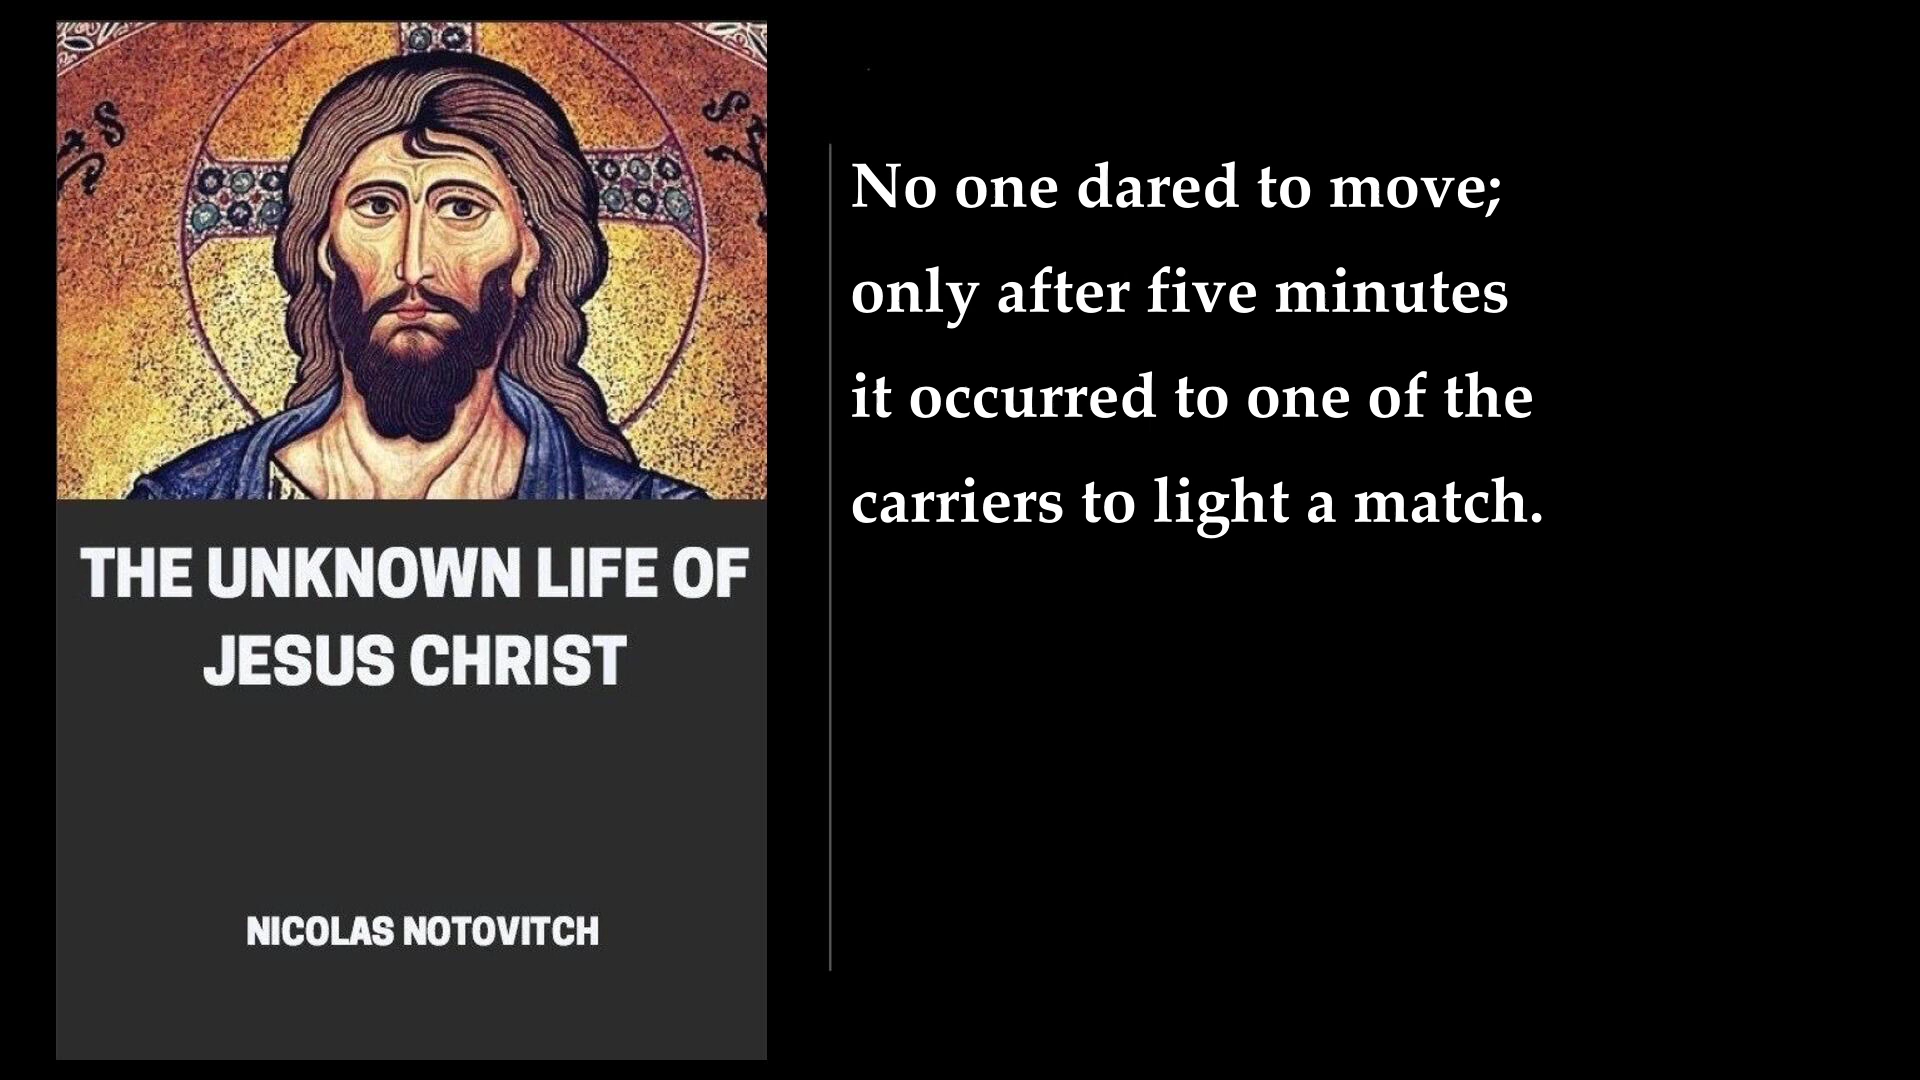 THE UNKNOWN LIFE OF
JESUS CHRIST
NICOLAS NOTOVITCH
No one dared to move;
only after five minutes
it occurred to one of the
carriers to light a match.